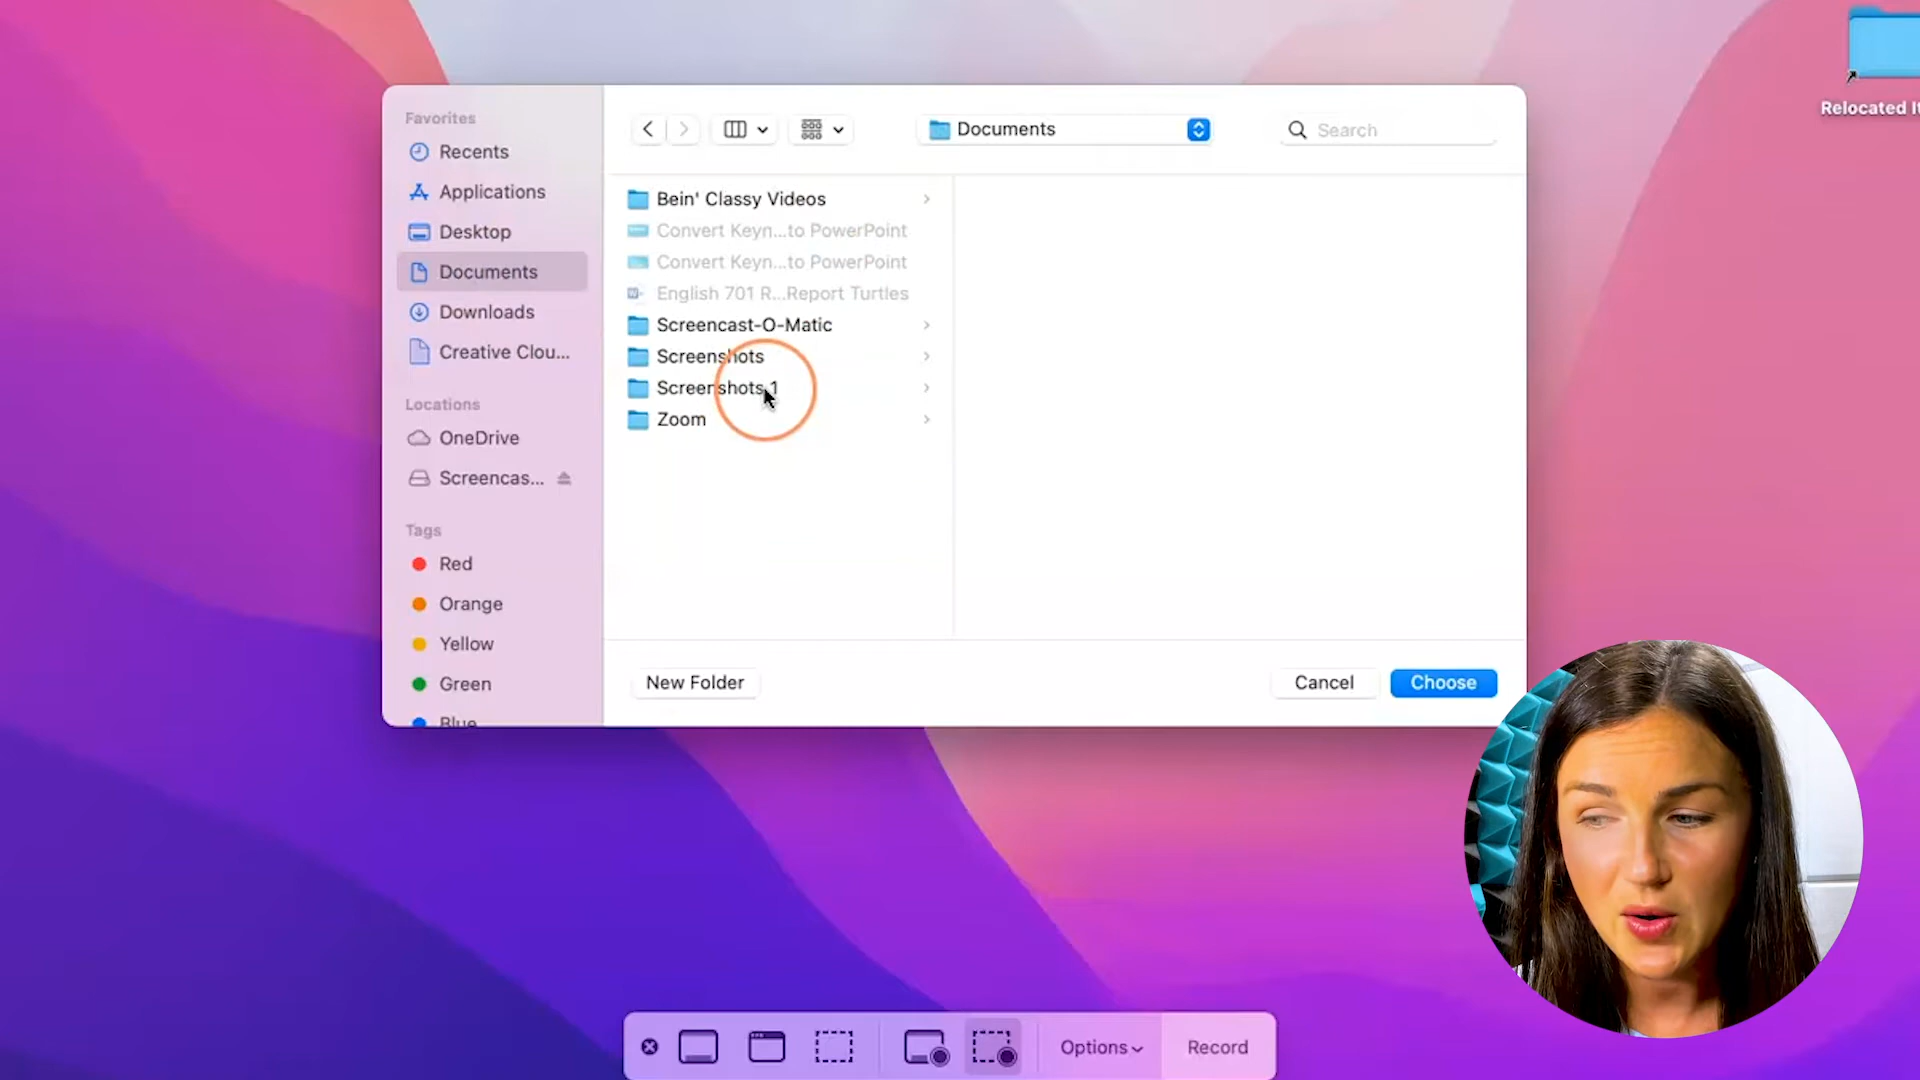 Relocated It
Favorites
Recents
Applications
Desktop
Documents
Downloads
Creative Clou...
Locations
OneDrive
Screencas...
Tags
Red
Orange
Yellow
Green
Blue
Documents
Search
Bein' Classy Videos
Convert Keyn...to PowerPoint
Convert Keyn...to PowerPoint
English 701 R...Report Turtles
Screencast-O-Matic
Screenshots
Screenshots 1
Zoom
New Folder
Cancel
Choose
Options
Record